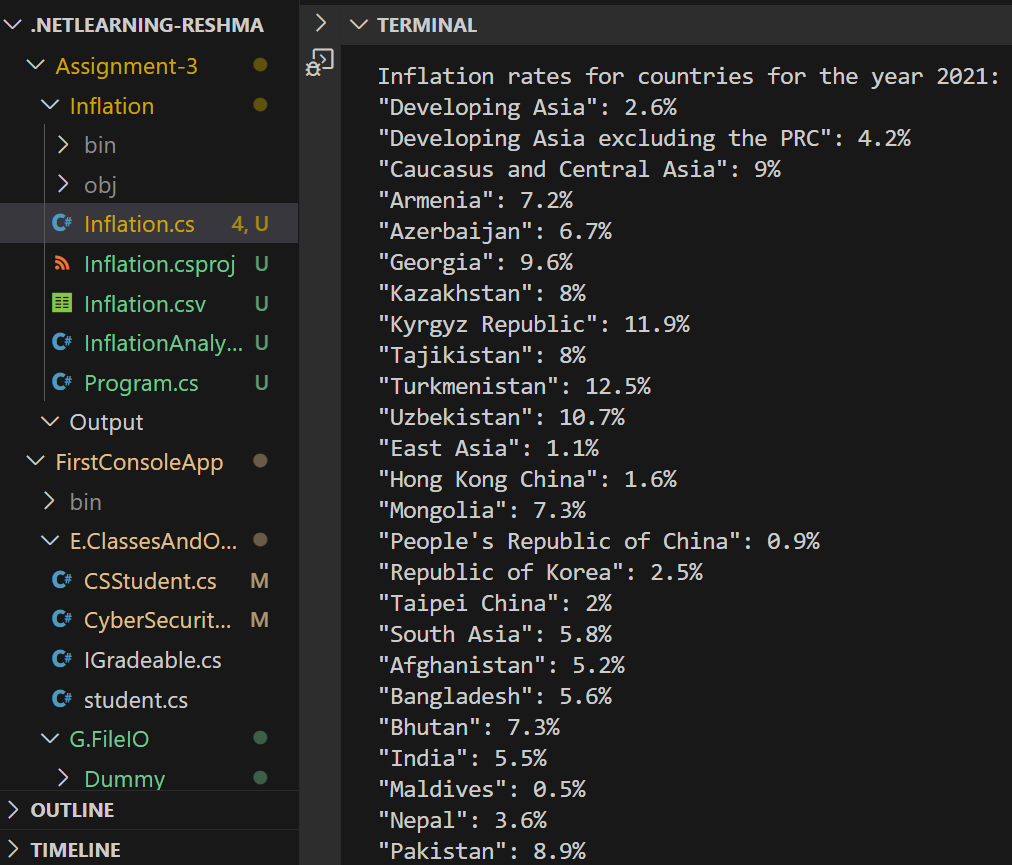 .NETLEARNING-RESHMA
Assignment-3
Inflation
bin
obj
C# Inflation.cs 4, U
Inflation.csproj U
Inflation.csv U
C# InflationAnaly... U
C# Program.cs U
Output
FirstConsoleApp
bin
E.ClassesAndO...
C# CSStudent.cs M
C# CyberSecurit... M
C# IGradeable.cs
C# student.cs
G.FileIO
Dummy
OUTLINE
TIMELINE
TERMINAL
Inflation rates for countries for the year 2021:
"Developing Asia": 2.6%
"Developing Asia excluding the PRC": 4.2%
"Caucasus and Central Asia": 9%
"Armenia": 7.2%
"Azerbaijan": 6.7%
"Georgia": 9.6%
"Kazakhstan": 8%
"Kyrgyz Republic": 11.9%
"Tajikistan": 8%
"Turkmenistan": 12.5%
"Uzbekistan": 10.7%
"East Asia": 1.1%
"Hong Kong China": 1.6%
"Mongolia": 7.3%
"People's Republic of China": 0.9%
"Republic of Korea": 2.5%
"Taipei China": 2%
"South Asia": 5.8%
"Afghanistan": 5.2%
"Bangladesh": 5.6%
"Bhutan": 7.3%
"India": 5.5%
"Maldives": 0.5%
"Nepal": 3.6%
"Pakistan": 8.9%